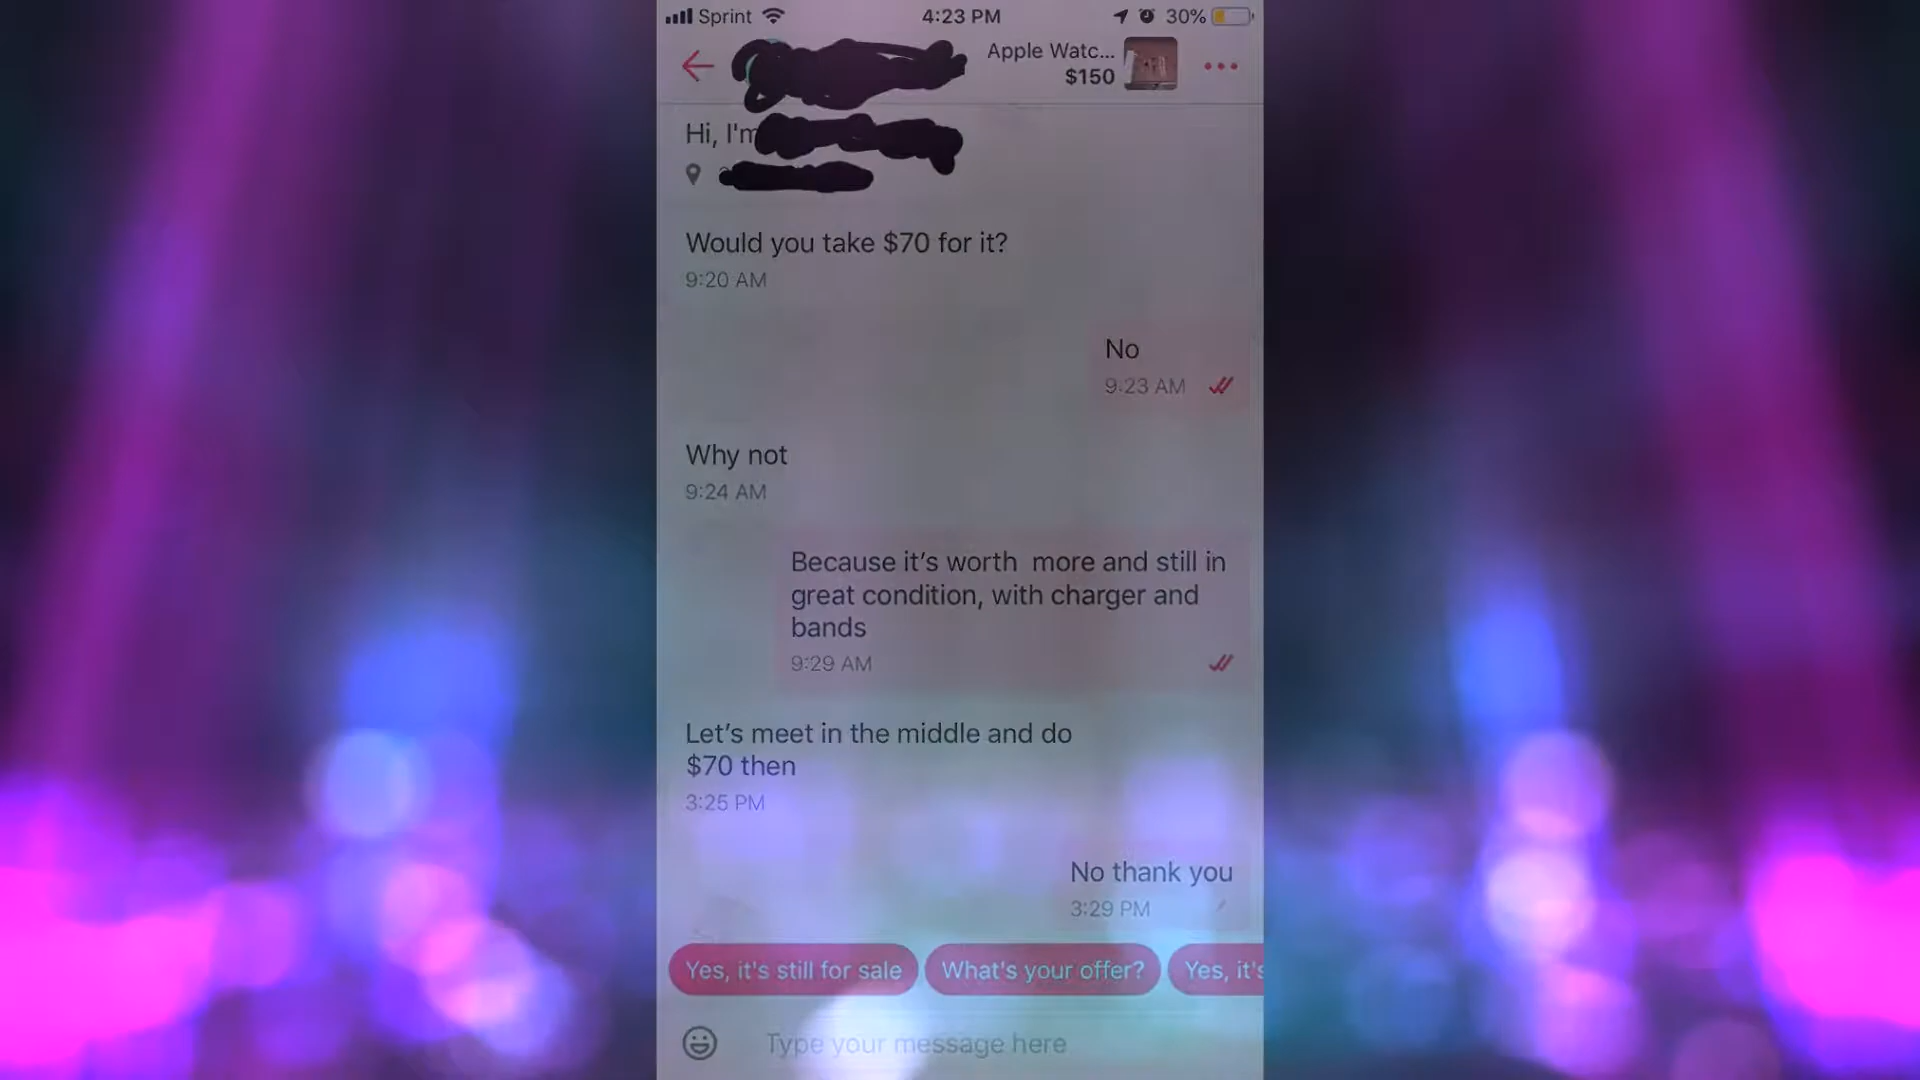 Sprint 4:23 PM 30%
Apple Watc...
$150
Hi, I'm
Would you take $70 for it?
9:20 AM
No
9:23 AM
Why not
9:24 AM
Because it’s worth  more and still in
great condition, with charger and
bands
9:29 AM
Let’s meet in the middle and do
$70 then
3:25 PM
No thank you
3:29 PM
Yes, it's still for sale What's your offer? Yes, it's
Type your message here